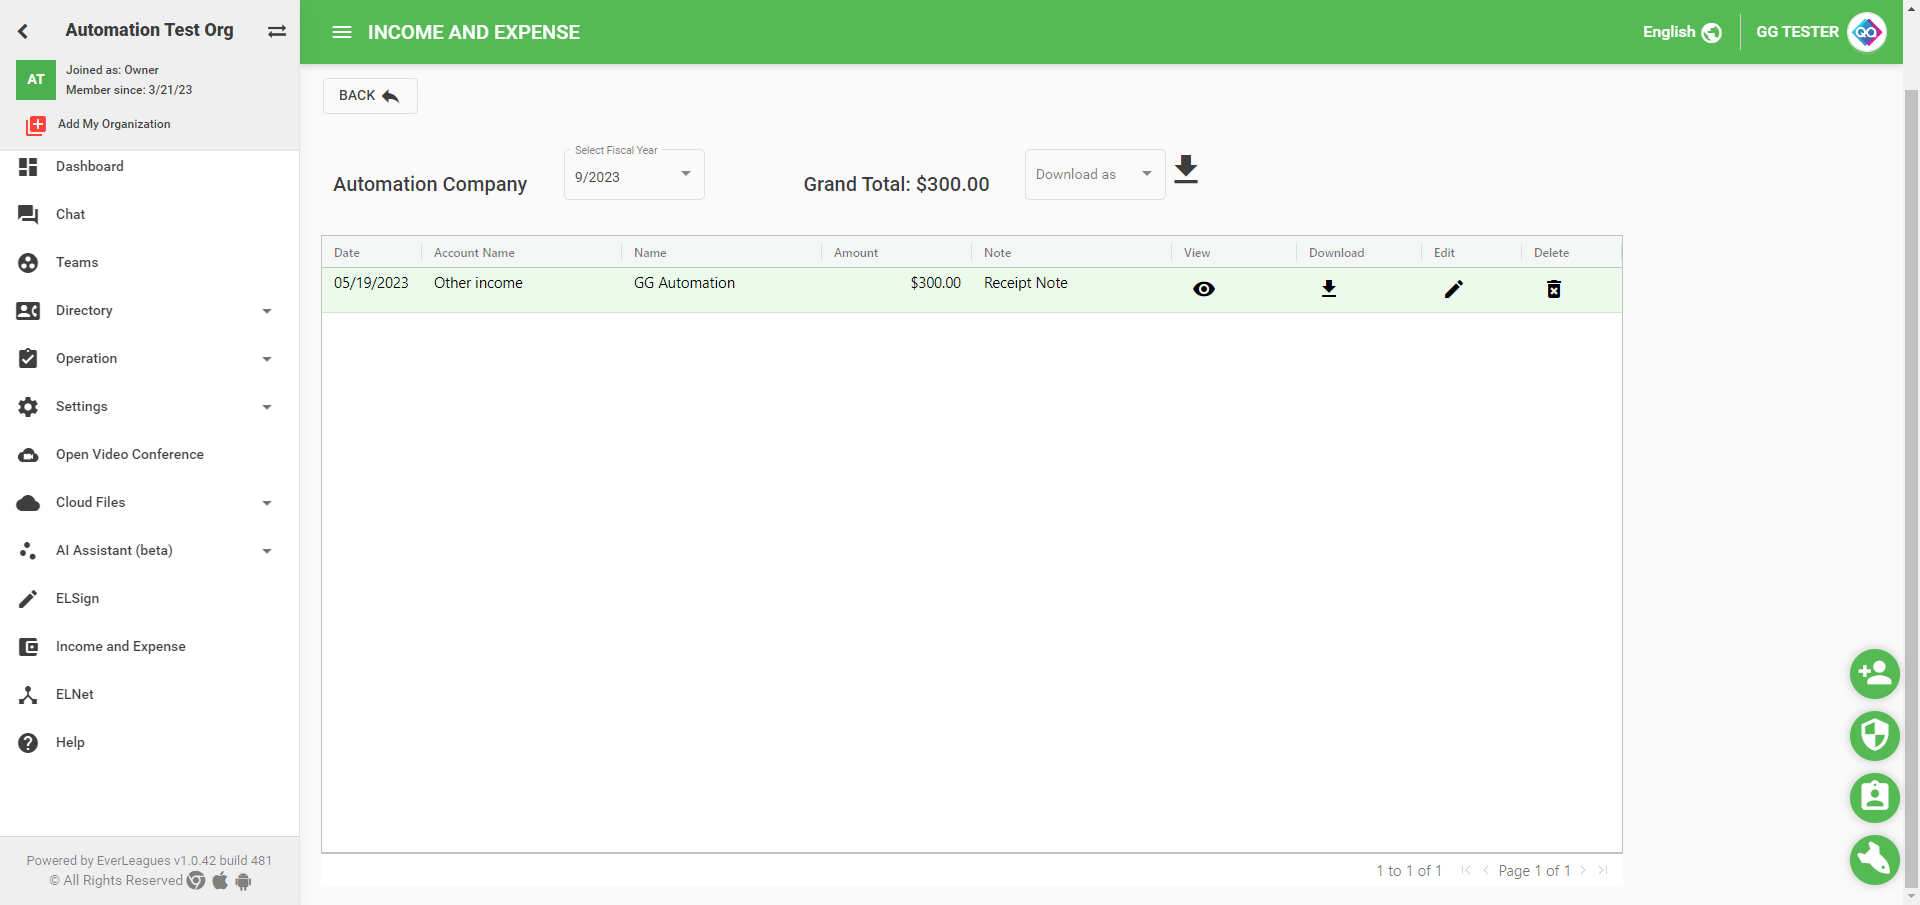 Automation Test Org
AT
Joined as: Owner
Member since: 3/21/23
Add My Organization
Dashboard
Chat
Teams
Directory
Operation
Settings
Open Video Conference
Cloud Files
AI Assistant (beta)
ELSign
Income and Expense
ELNet
Help
Powered by EverLeagues v1.0.42 build 481
© All Rights Reserved
INCOME AND EXPENSE
English
GG TESTER
QA
BACK
Automation Company
Select Fiscal Year
9/2023
Grand Total: $300.00
Download as
Date Account Name Name Amount Note View Download Edit Delete
05/19/2023 Other income GG Automation $300.00 Receipt Note
1 to 1 of 1 Page 1 of 1